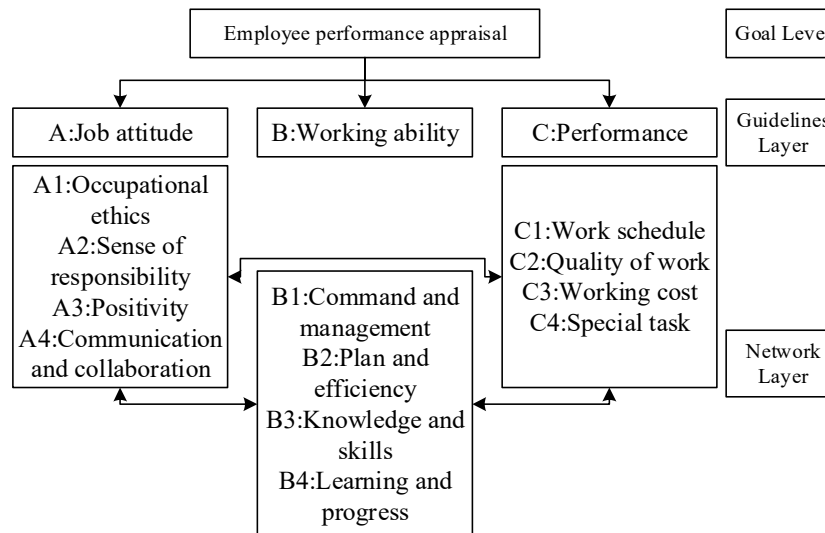 Employee performance appraisal
Goal Level
A:Job attitude
B:Working ability
C:Performance
Guidelines
Layer
A1:Occupational
ethics
A2:Sense of
responsibility
A3:Positivity
A4:Communication
and collaboration
B1:Command and
management
B2:Plan and
efficiency
B3:Knowledge and
skills
B4:Learning and
progress
C1:Work schedule
C2:Quality of work
C3:Working cost
C4:Special task
Network
Layer